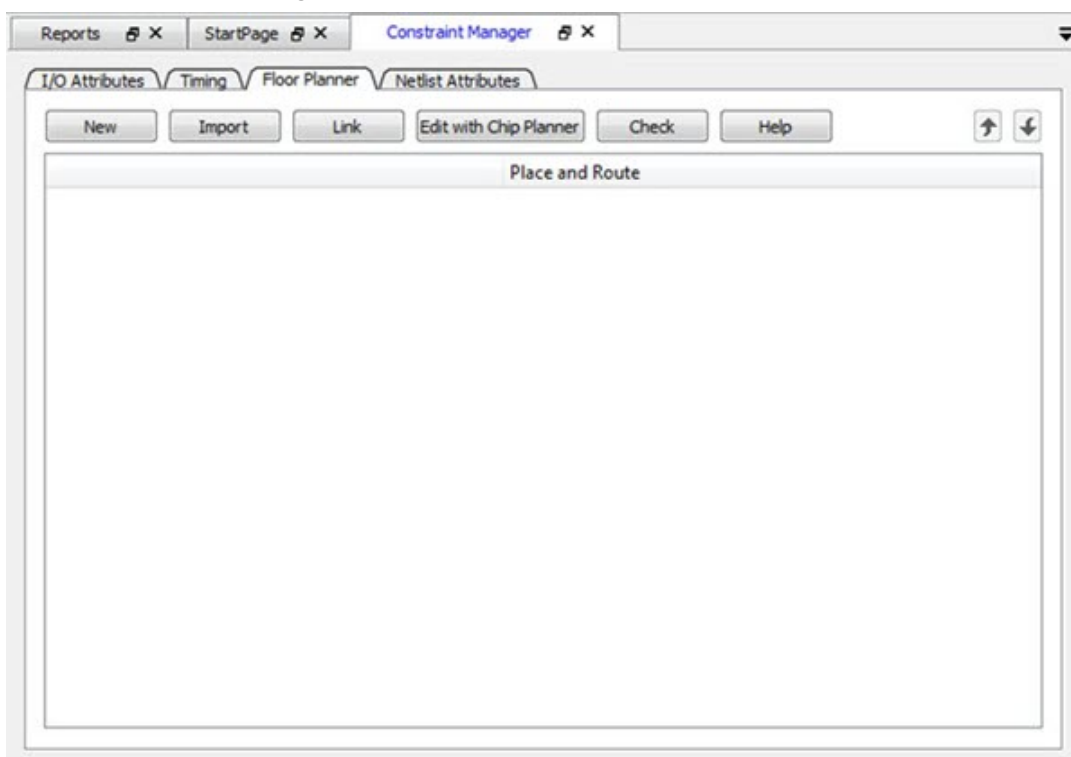 Reports StartPage Constraint Manager
I/O Attributes Timing Floor Planner Netlist Attributes
New Import Link Edit with Chip Planner Check Help
Place and Route